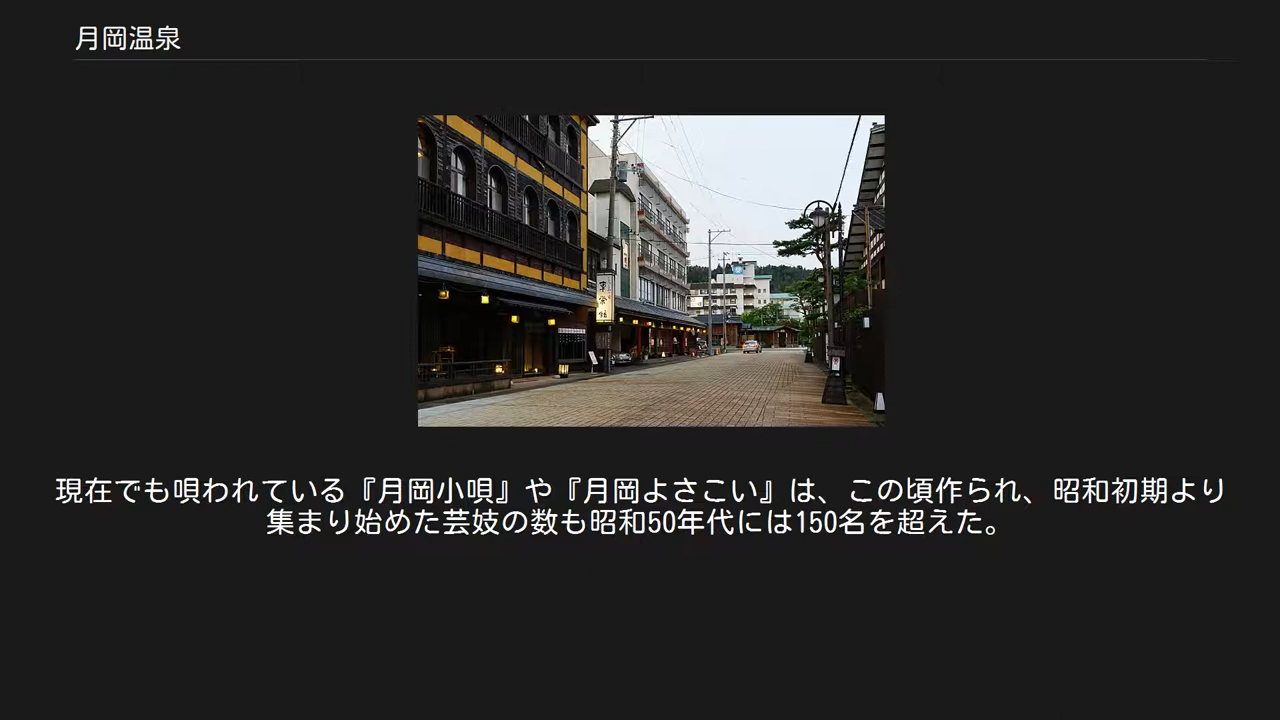 月岡温泉
現在でも唄われている『月岡小唄』や『月岡よさこい』は、この頃作られ、昭和初期より
集まり始めた芸妓の数も昭和50年代には150名を超えた。